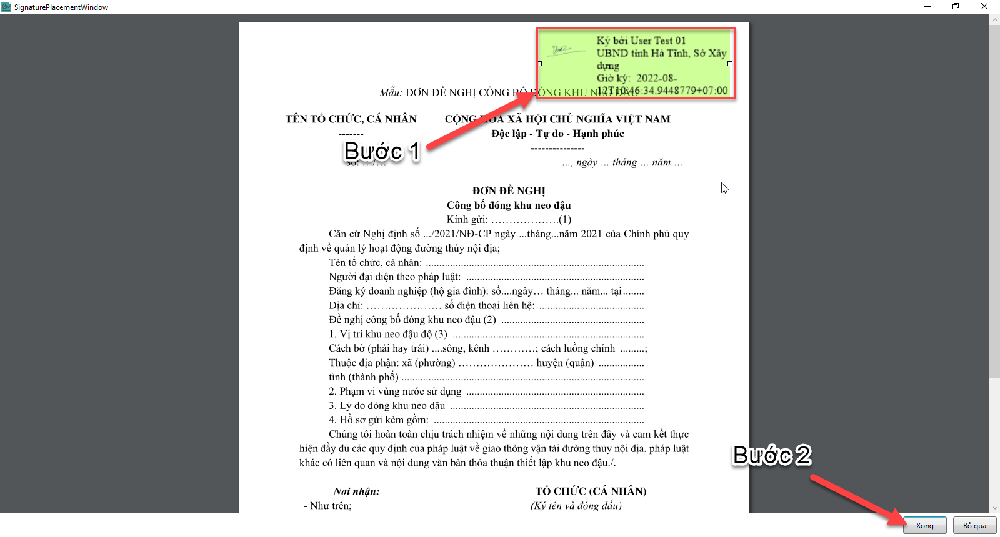 SignaturePlacementWindow
Ký bởi User Test 01
UBND tỉnh Hà Tĩnh, Sở Xây
dựng
Giờ ký: 2022-08-
12T10:46:34.9448779+07:00
Mẫu: ĐƠN ĐỀ NGHỊ CÔNG BỐ ĐÓNG KHU NEO ĐẬU
TÊN TỔ CHỨC, CÁ NHÂN
CỘNG HÒA XÃ HỘI CHỦ NGHĨA VIỆT NAM
-------
Độc lập - Tự do - Hạnh phúc
---------------
Bước 1
Số: .../...
..., ngày ... tháng ... năm ...
ĐƠN ĐỀ NGHỊ
Công bố đóng khu neo đậu
Kính gửi: ……………….(1)
Căn cứ Nghị định số .../2021/NĐ-CP ngày ...tháng...năm 2021 của Chính phủ quy
định về quản lý hoạt động đường thủy nội địa;
Tên tổ chức, cá nhân: ..................................................................................
Người đại diện theo pháp luật: ...................................................................
Đăng ký doanh nghiệp (hộ gia đình): số....ngày… tháng... năm... tại........
Địa chỉ: ………………… số điện thoại liên hệ: .......................................
Đề nghị công bố đóng khu neo đậu (2) .....................................................
1. Vị trí khu neo đậu độ (3) .......................................................................
Cách bờ (phải hay trái) ....sông, kênh …………; cách luồng chính .........;
Thuộc địa phận: xã (phường) ………………… huyện (quận) .................
tỉnh (thành phố) ..........................................................................................
2. Phạm vi vùng nước sử dụng ..................................................................
3. Lý do đóng khu neo đậu ........................................................................
4. Hồ sơ gửi kèm gồm: ..............................................................................
Chúng tôi hoàn toàn chịu trách nhiệm về những nội dung trên đây và cam kết thực
hiện đầy đủ các quy định của pháp luật về giao thông vận tải đường thủy nội địa, pháp luật
khác có liên quan và nội dung văn bản thỏa thuận thiết lập khu neo đậu./.
Bước 2
Nơi nhận:
TỔ CHỨC (CÁ NHÂN)
- Như trên;
(Ký tên và đóng dấu)
Xong
Bỏ qua